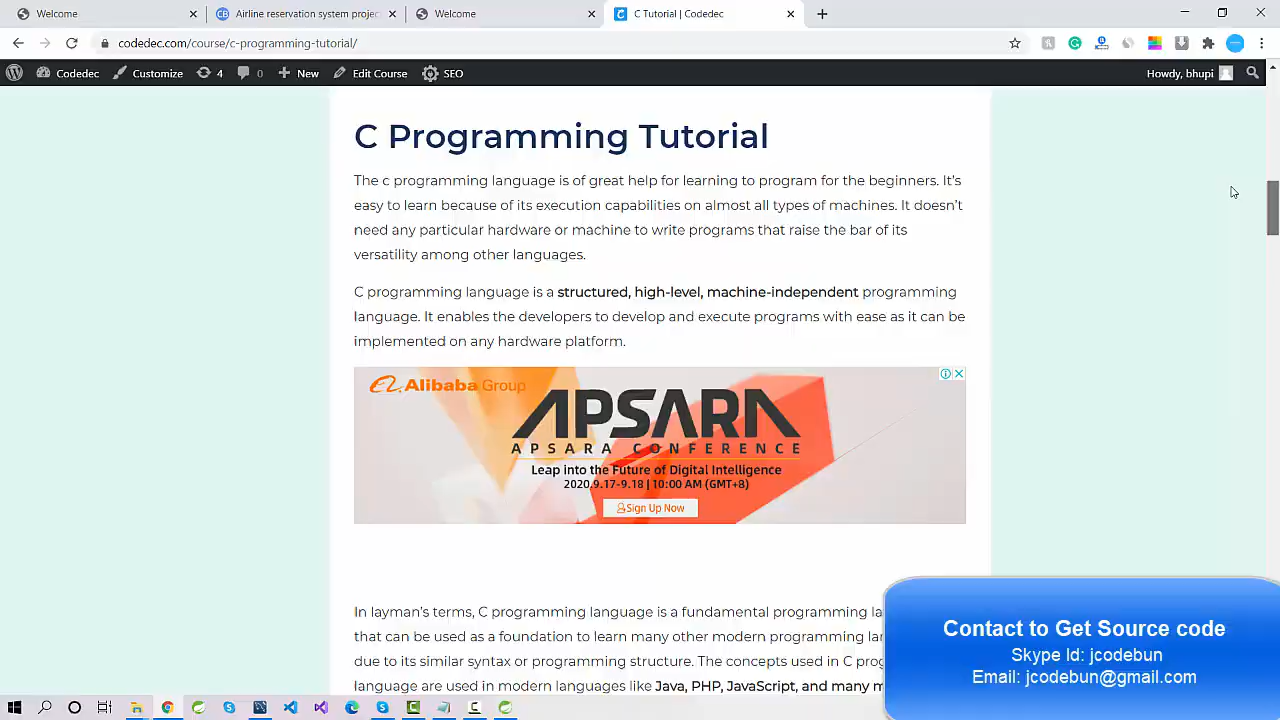 Welcome
Airline reservation system projec
Welcome
C Tutorial | Codedec
codedec.com/course/c-programming-tutorial/
Codedec
Customize
4
0
New
Edit Course
SEO
Howdy, bhupi
C Programming Tutorial
The c programming language is of great help for learning to program for the beginners. It's
easy to learn because of its execution capabilities on almost all types of machines. It doesn't
need any particular hardware or machine to write programs that raise the bar of its
versatility among other languages.
C programming language is a structured, high-level, machine-independent programming
language. It enables the developers to develop and execute programs with ease as it can be
implemented on any hardware platform.
Alibaba Group
APSARA
APSARA CONFERENCE
Leap into the Future of Digital Intelligence
2020.9.17-9.18 | 10:00 AM (GMT+8)
Sign Up Now
In layman's terms, C programming language is a fundamental programming la
that can be used as a foundation to learn many other modern programming lan
due to its similar syntax or programming structure. The concepts used in C prog
language are used in modern languages like Java, PHP, JavaScript, and many m
Contact to Get Source code
Skype Id: jcodebun
Email: jcodebun@gmail.com